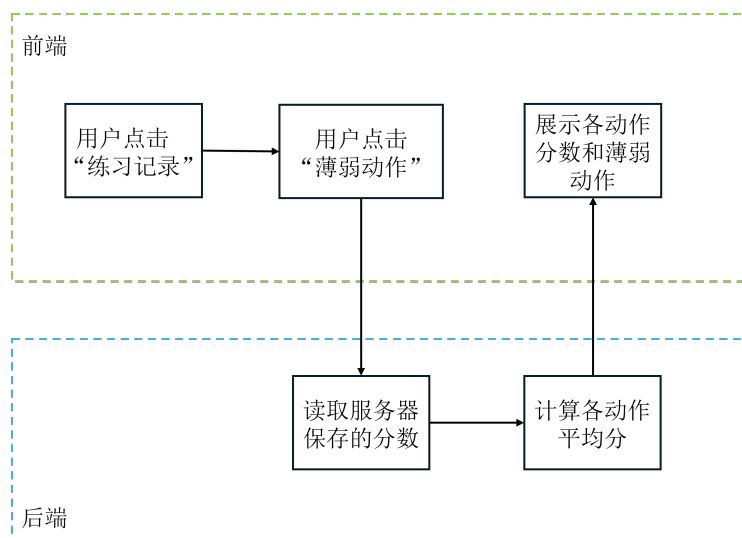 前端
用户点击
“练习记录”
用户点击
“薄弱动作”
展示各动作
分数和薄弱
动作
读取服务器
保存的分数
计算各动作
平均分
后端